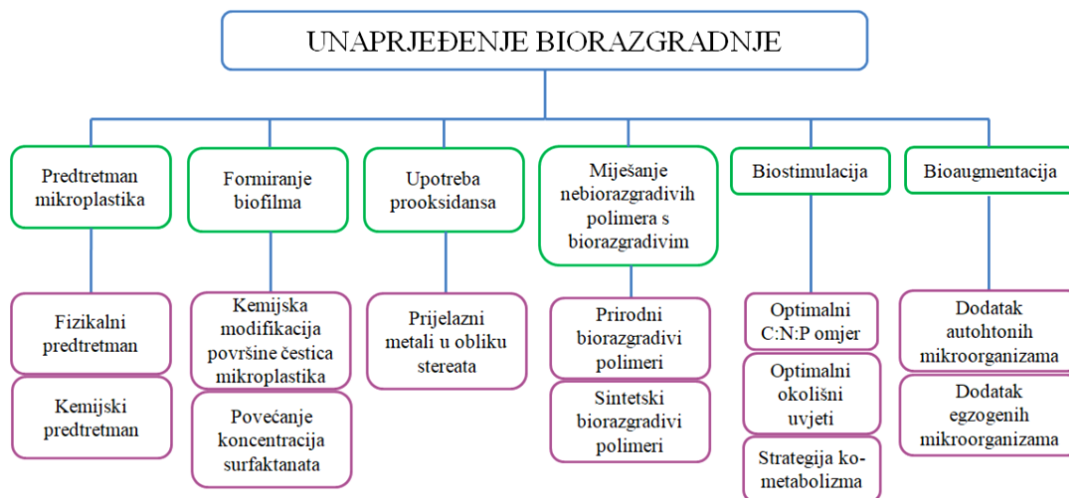 UNAPRJEĐENJE BIORAZGRADNJE
Predtretman
mikroplastika
Formiranje
biofilma
Upotreba
prooksidansa
Miješanje
nebiorazgradivih
polimera s
biorazgradivim
Biostimulacija
Bioaugmentacija
Fizikalni
predtretman
Kemijski
predtretman
Kemijska
modifikacija
površine čestica
mikroplastika
Povećanje
koncentracija
surfaktanata
Prijelazni
metali u obliku
stereata
Prirodni
biorazgradivi
polimeri
Sintetski
biorazgradivi
polimeri
Optimalni
C:N:P omjer
Optimalni
okolišni
uvjeti
Strategija ko-
metabolizma
Dodatak
autohtonih
mikroorganizama
Dodatak
egzogenih
mikroorganizama